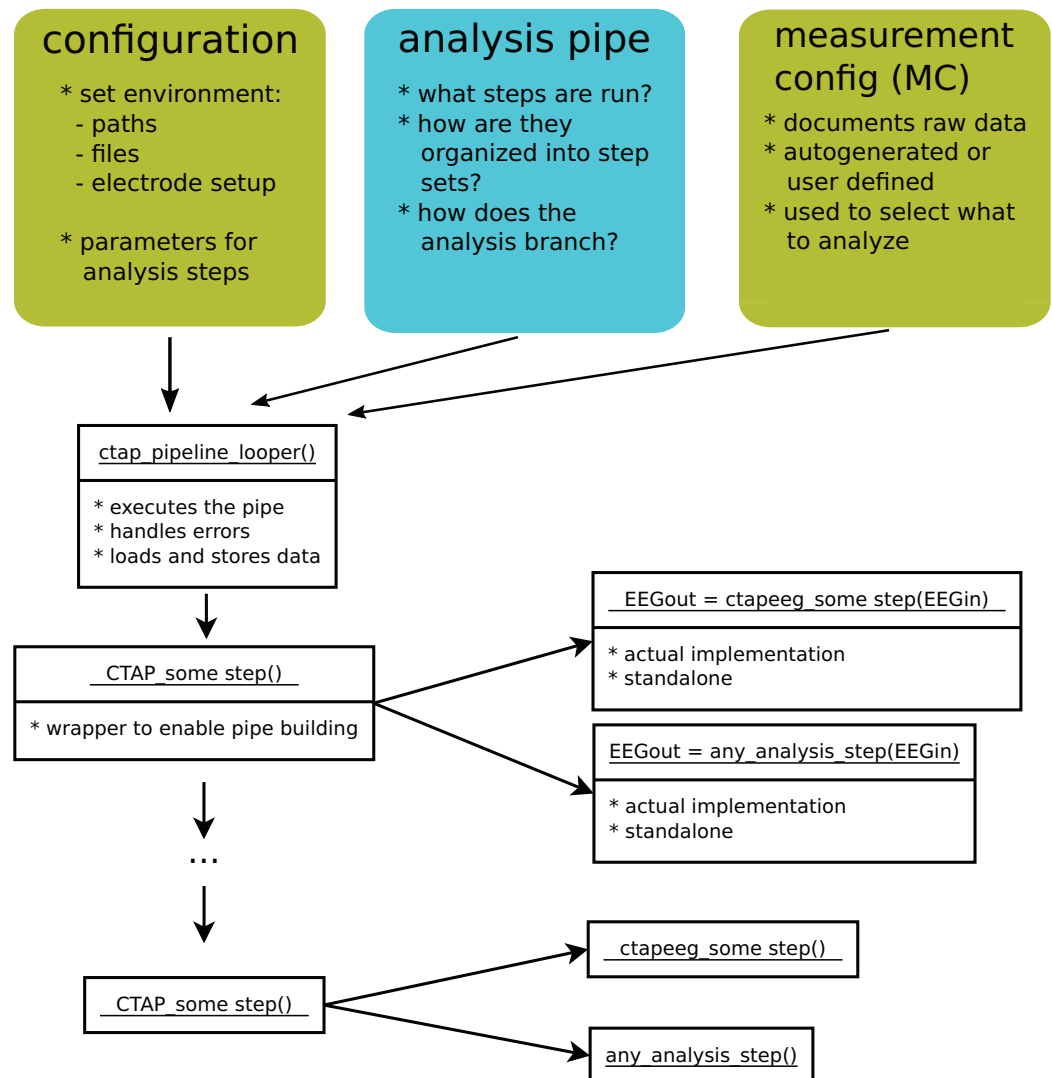 configuration
* set environment:
- paths
- files
- electrode setup
* parameters for
analysis steps
analysis pipe
* what steps are run?
* how are they
organized into step
sets?
* how does the
analysis branch?
measurement
config (MC)
* documents raw data
* autogenerated or
user defined
* used to select what
to analyze
ctap_pipeline_looper()
* executes the pipe
* handles errors
* loads and stores data
CTAP_some step()
* wrapper to enable pipe building
EEGout = ctapeeg_some step(EEGin)
* actual implementation
* standalone
EEGout = any_analysis_step(EEGin)
* actual implementation
* standalone
...
CTAP_some step()
ctapeeg_some step()
any_analysis_step()